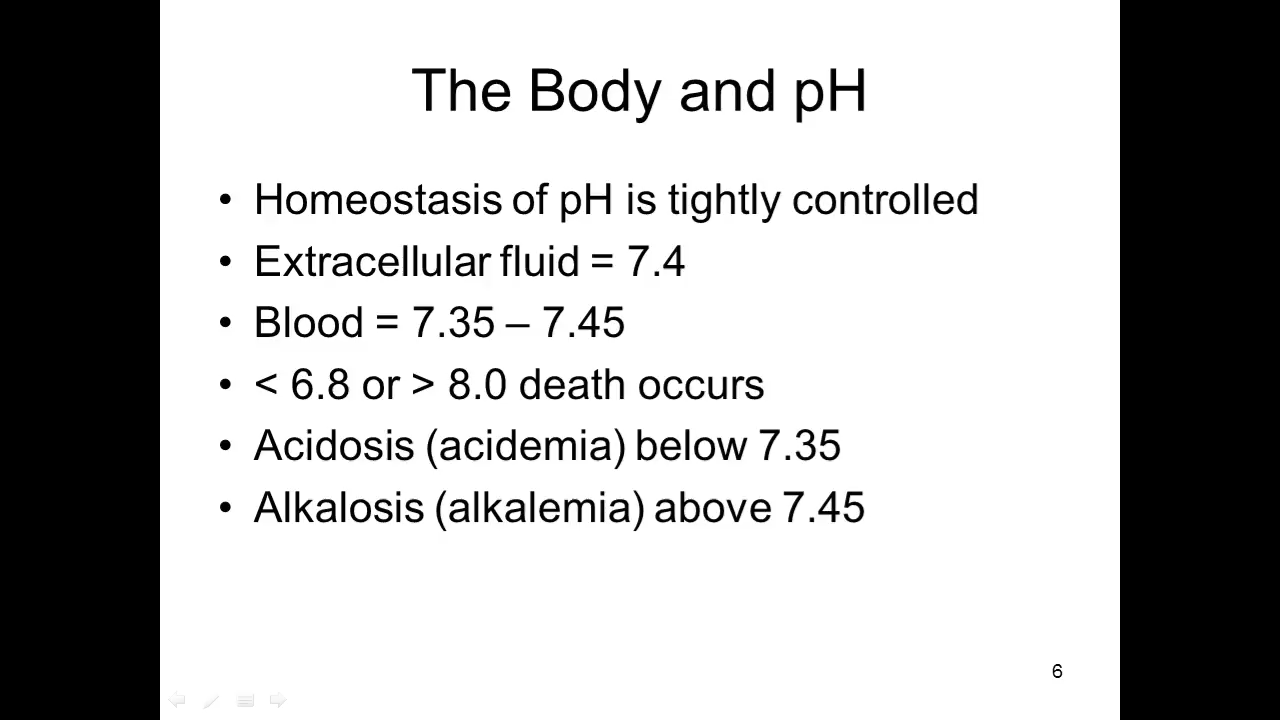 The Body and pH
• Homeostasis of pH is tightly controlled
• Extracellular fluid = 7.4
• Blood = 7.35 – 7.45
• < 6.8 or > 8.0 death occurs
• Acidosis (acidemia) below 7.35
• Alkalosis (alkalemia) above 7.45
6